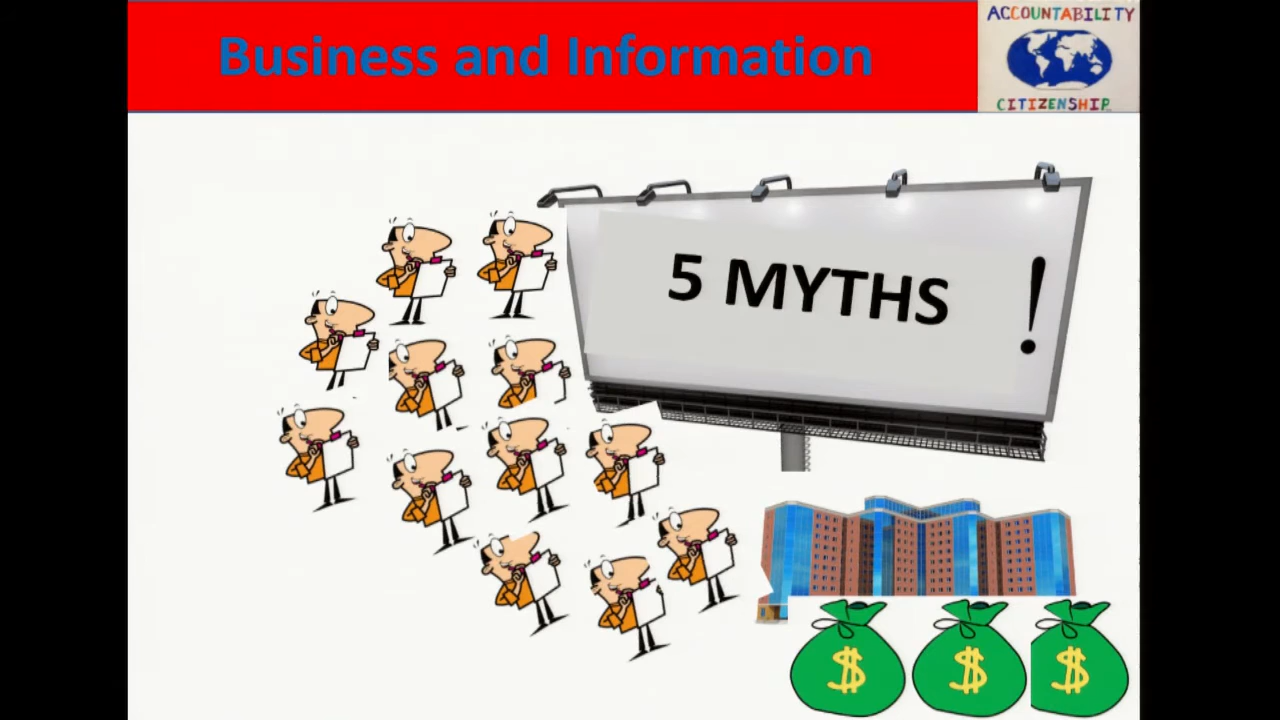 Business and Information
ACCOUNTABILITY
CITIZENSHIP
5 MYTHS !
$ $ $